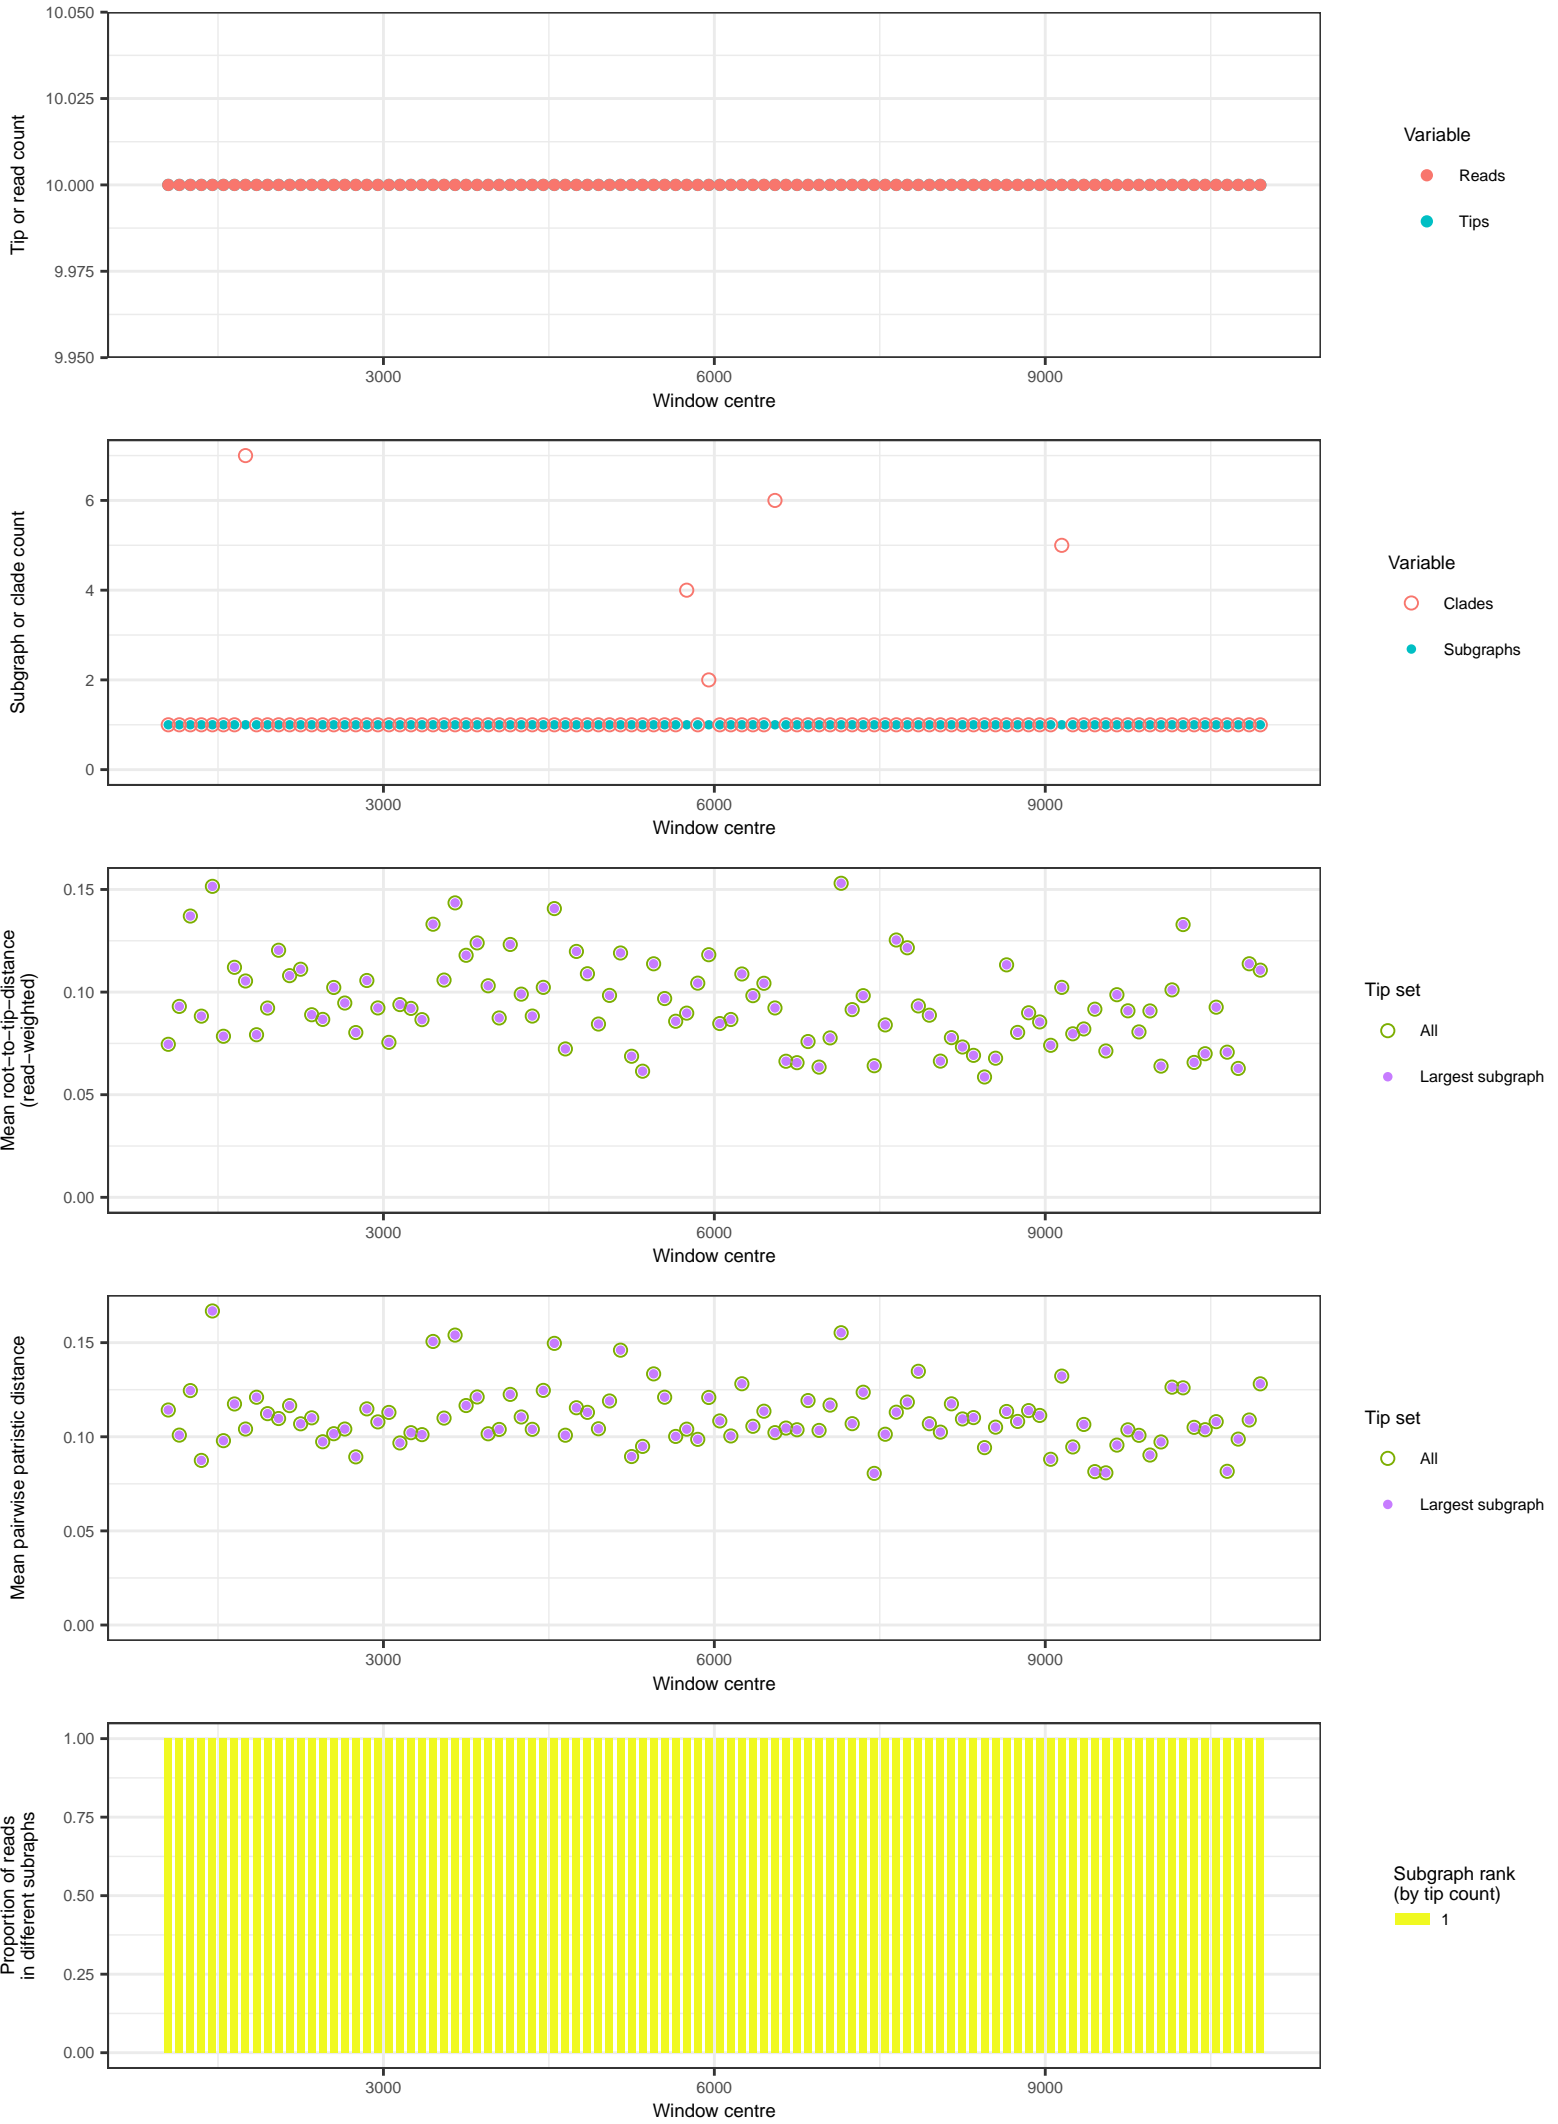 10.050
10.025
10.000
9.975
9.950
Tip or read count
3000 6000 9000
Window centre
Variable
Reads
Tips
6
4
2
0
Subgraph or clade count
3000 6000 9000
Window centre
Variable
Clades
Subgraphs
0.15
0.10
0.05
0.00
Mean root−to−tip−distance
(read−weighted)
3000 6000 9000
Window centre
Tip set
All
Largest subgraph
0.15
0.10
0.05
0.00
Mean pairwise patristic distance
3000 6000 9000
Window centre
Tip set
All
Largest subgraph
1.00
0.75
0.50
0.25
0.00
Proportion of reads
in different subraphs
3000 6000 9000
Window centre
Subgraph rank
(by tip count)
1